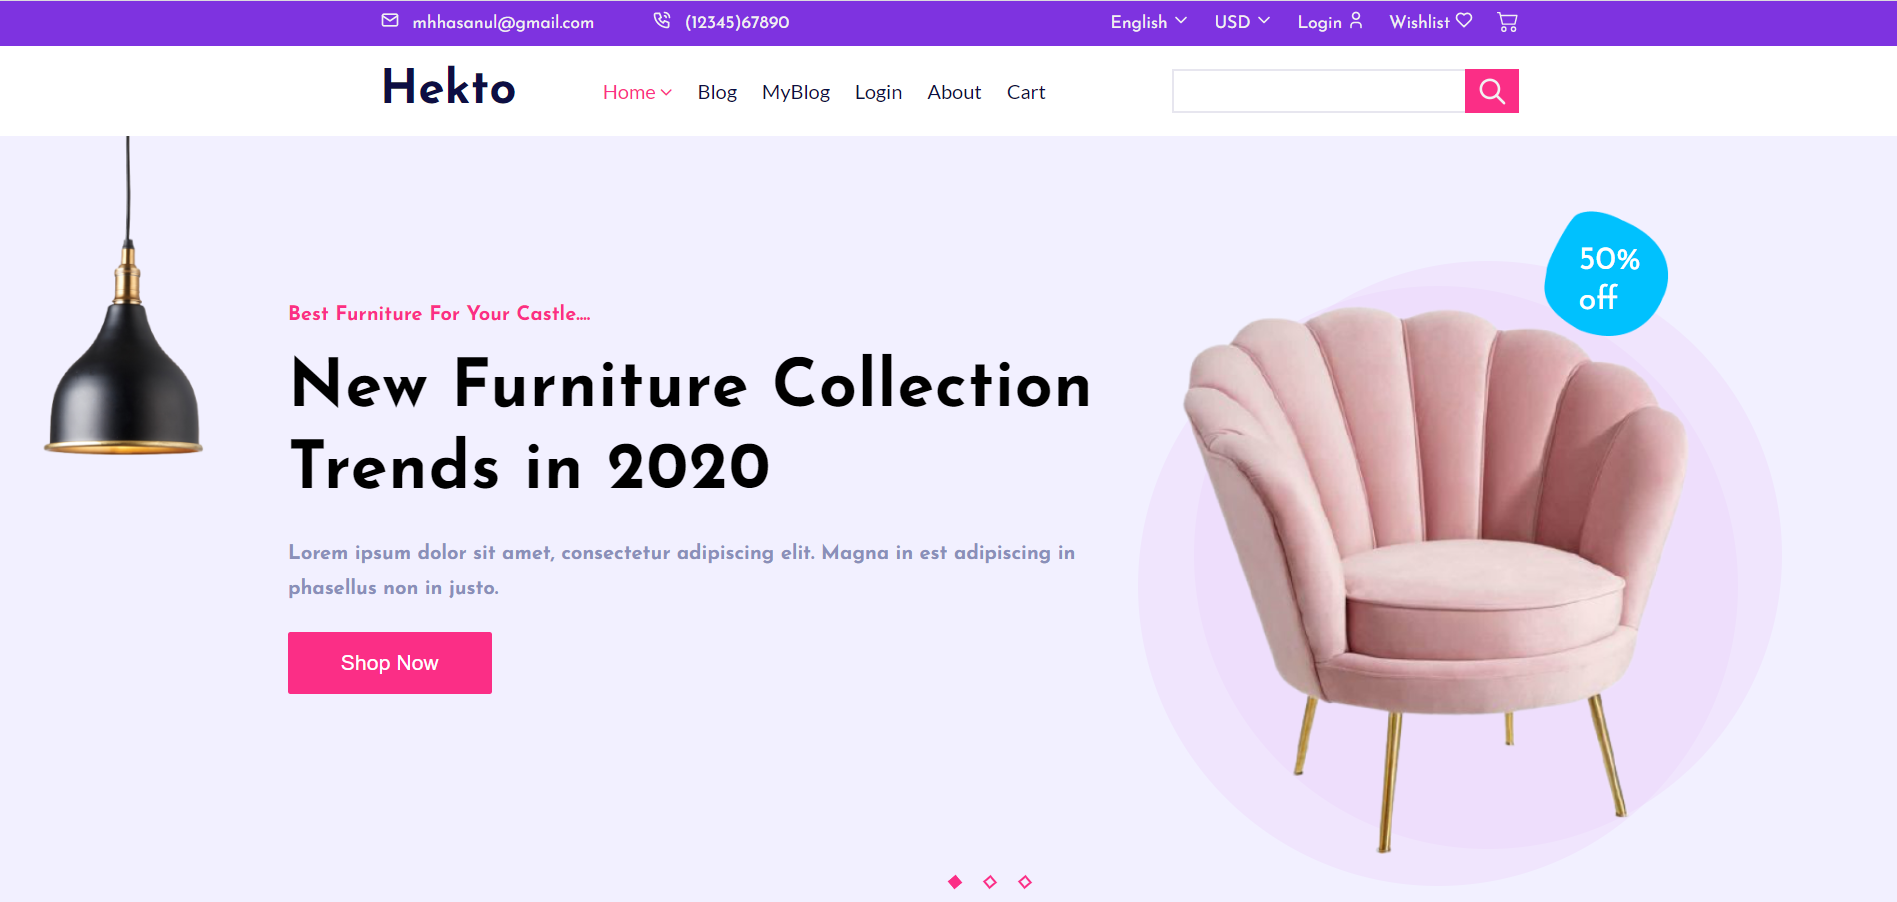 mhhasanul@gmail.com (12345)67890 English USD Login Wishlist
Hekto Home Blog MyBlog Login About Cart
50%
off
Best Furniture For Your Castle....
New Furniture Collection
Trends in 2020
Lorem ipsum dolor sit amet, consectetur adipiscing elit. Magna in est adipiscing in
phasellus non in justo.
Shop Now